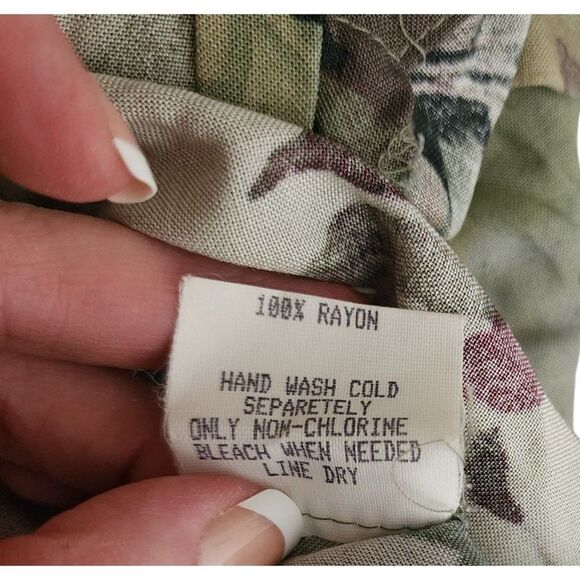 100% RAYON
HAND WASH COLD
SEPARETELY
ONLY NON-CHLORINE
BLEACH WHEN NEEDED
LINE DRY